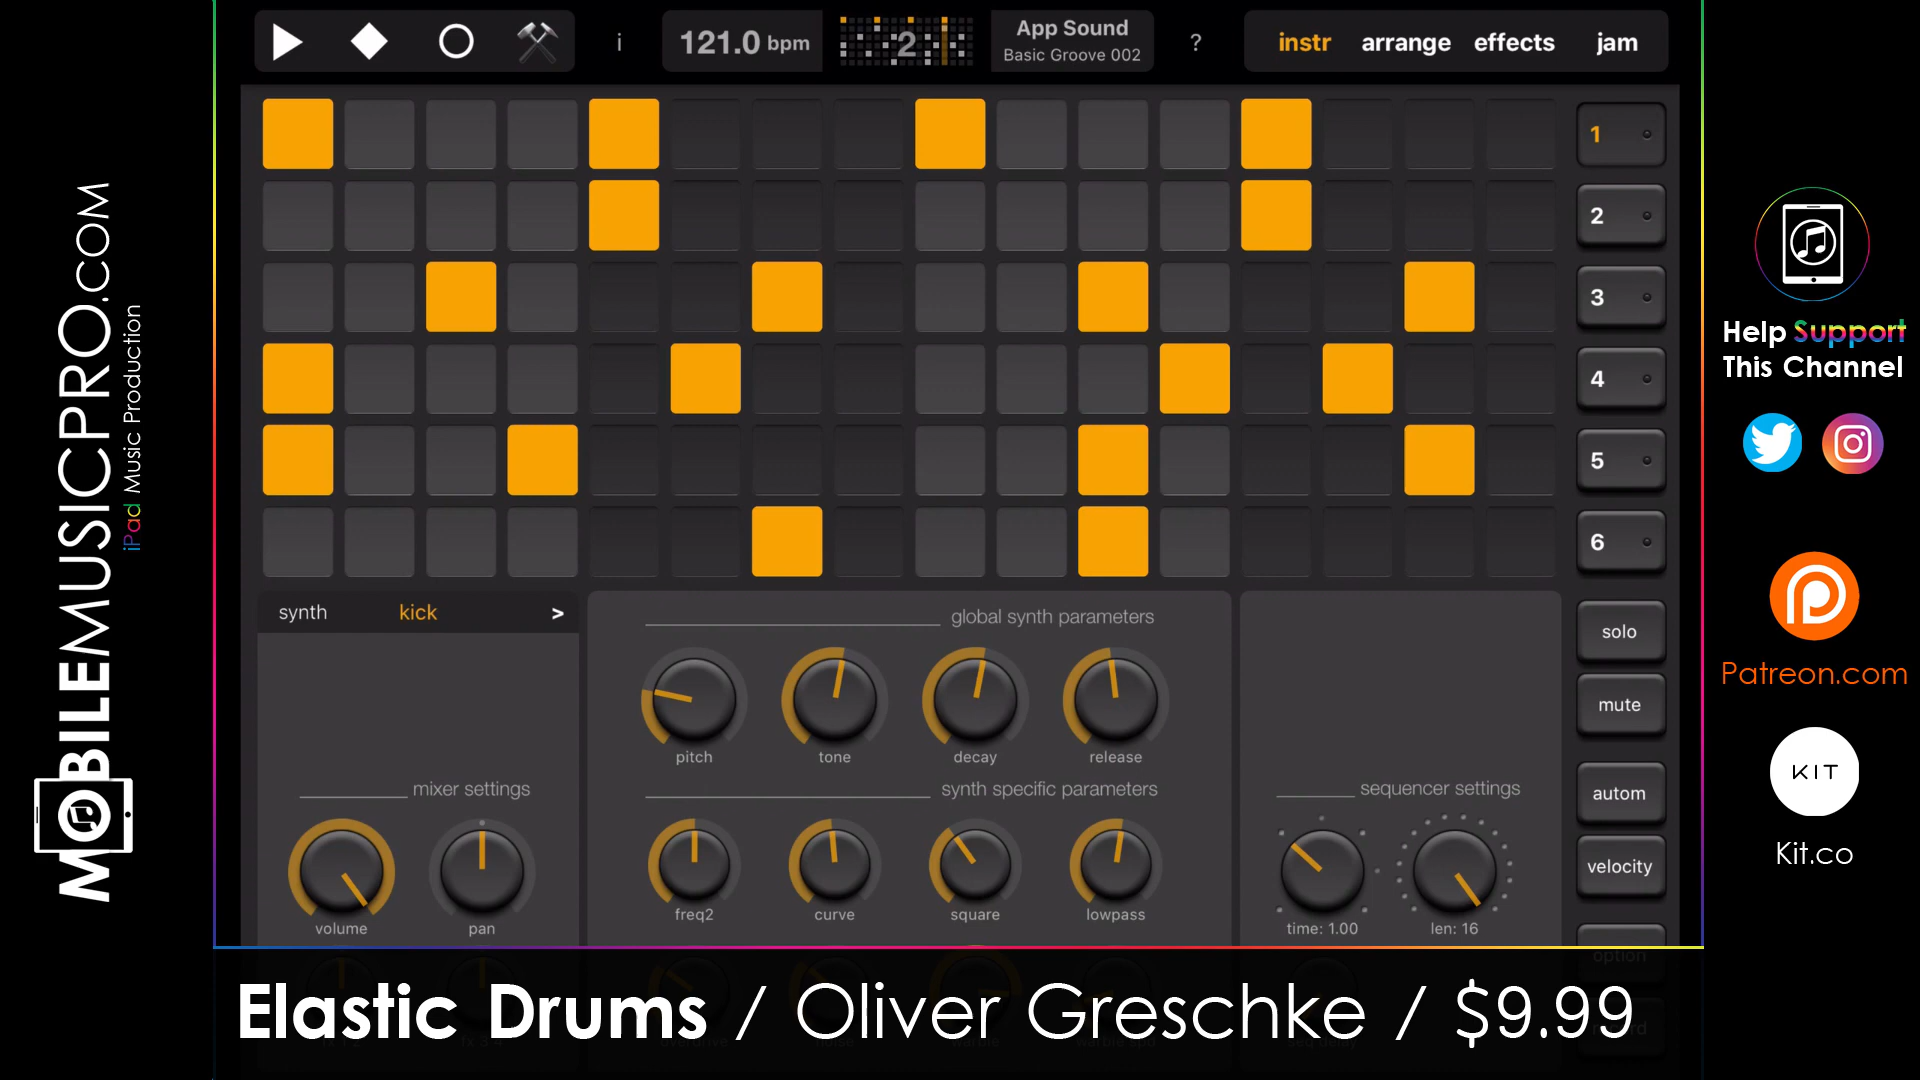 121.0 bpm
2
App Sound
Basic Groove 002
i
?
instr
arrange
effects
jam
1
2
3
4
5
6
synth
kick
>
global synth parameters
solo
pitch
tone
decay
release
mute
mixer settings
synth specific parameters
sequencer settings
autom
velocity
volume
pan
freq2
curve
square
lowpass
time: 1.00
len: 16
option
Elastic Drums / Oliver Greschke / $9.99
MOBILEMUSICPRO.COM
iPad Music Production
Help Support
This Channel
Patreon.com
KIT
Kit.co